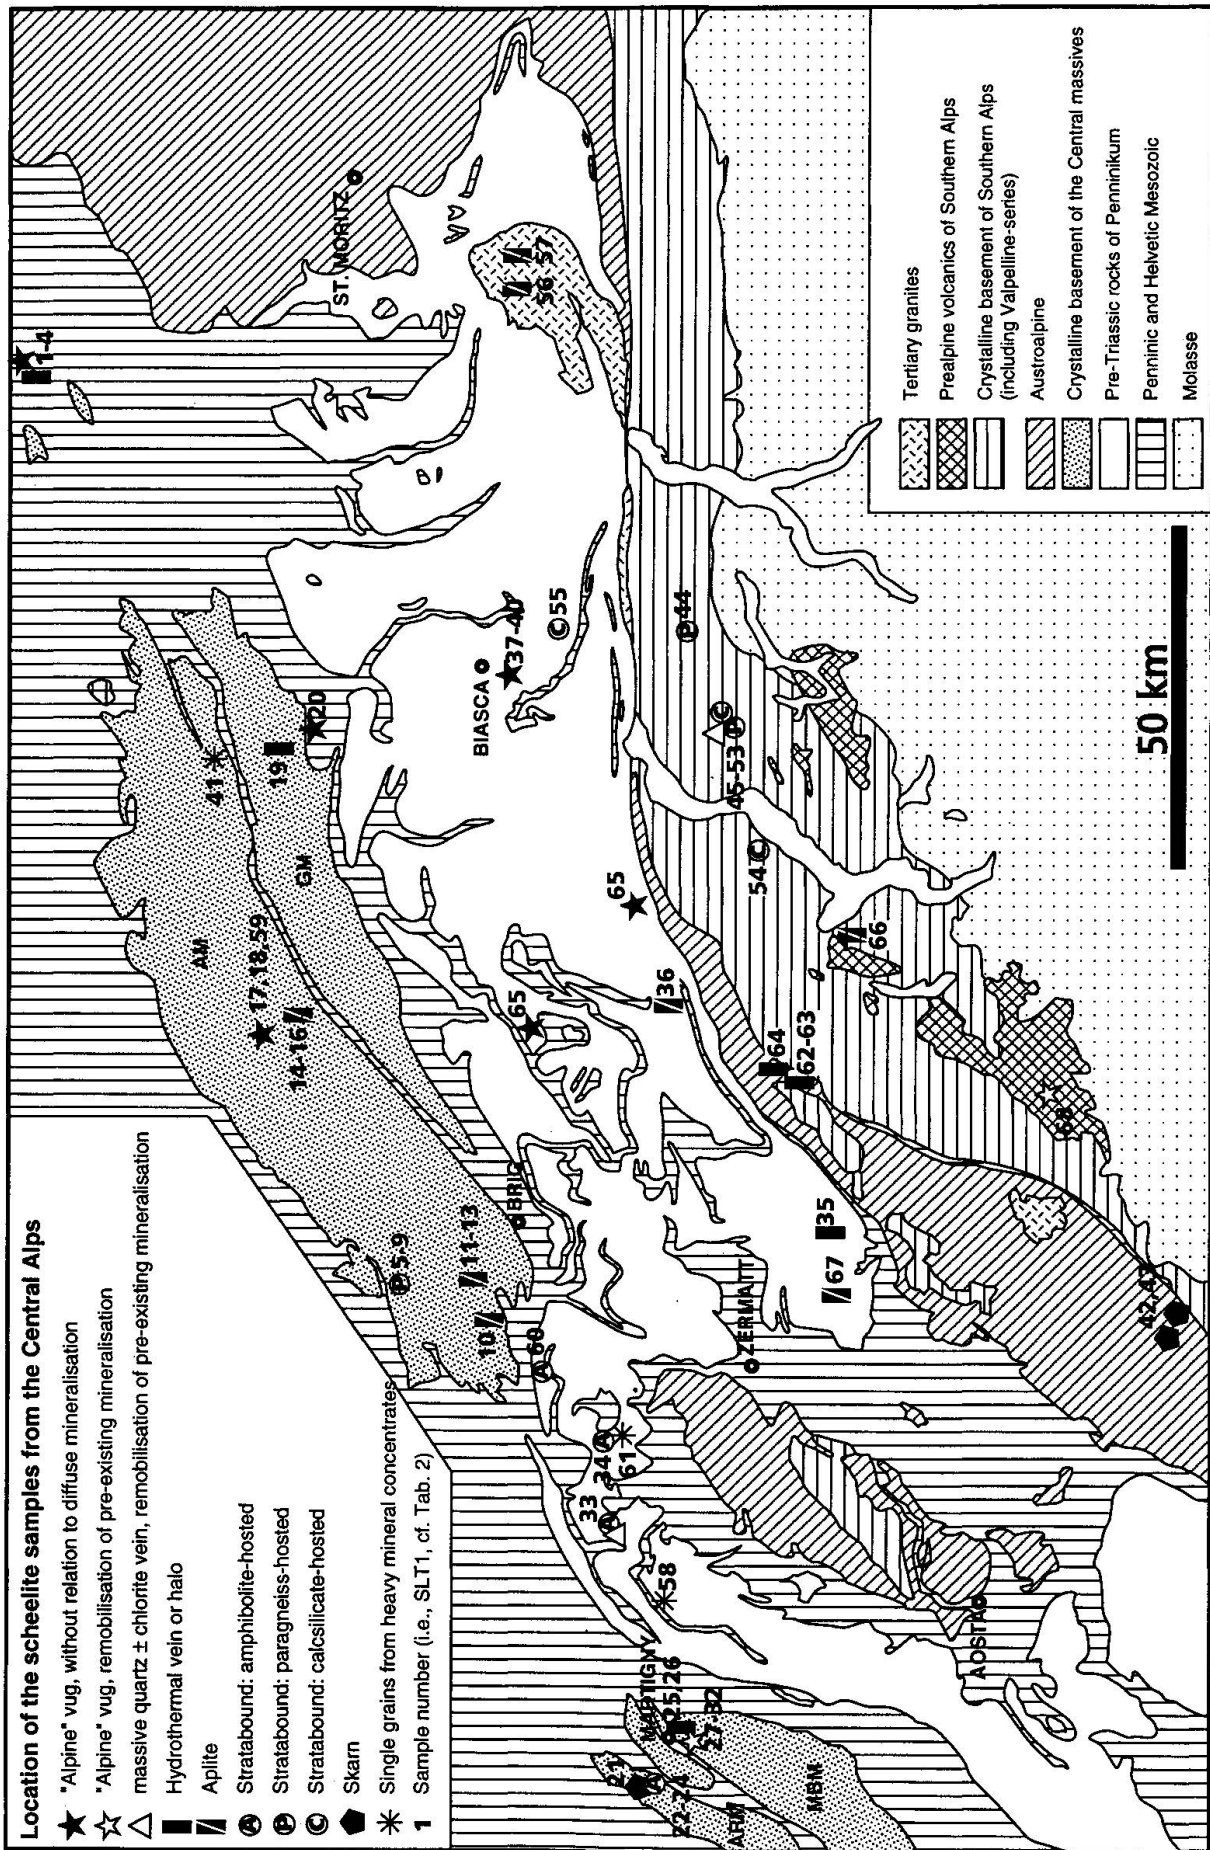 Location of the scheelite samples from the Central Alps
"Alpine" vug, without relation to diffuse mineralisation
"Alpine" vug, remobilisation of pre-existing mineralisation
massive quartz ± chlorite vein, remobilisation of pre-existing mineralisation
Hydrothermal vein or halo
Aplite
A Stratabound: amphibolite-hosted
P Stratabound: paragneiss-hosted
C Stratabound: calcsilicate-hosted
Skarn
Single grains from heavy mineral concentrates
1 Sample number (i.e., SLT1, cf. Tab. 2)
1-4
ST. MORITZ
56, 57
AM
41
19
20
GM
17,18,59
14-16
BIASCA
37-40
C 55
P 44
C
P
45-53
54 C
65
65
36
66
64
62-63
68
P 5-9
11-13
10
BRIG
A 60
ZERMATT
35
67
42, 43
34 A
61
33
A
58
MARTIGNY
25,26
27-32
21
A
22-24
ARM
MBM
AOSTA
50 km
Tertiary granites
Prealpine volcanics of Southern Alps
Crystalline basement of Southern Alps
(including Valpelline-series)
Austroalpine
Crystalline basement of the Central massives
Pre-Triassic rocks of Penninikum
Penninic and Helvetic Mesozoic
Molasse